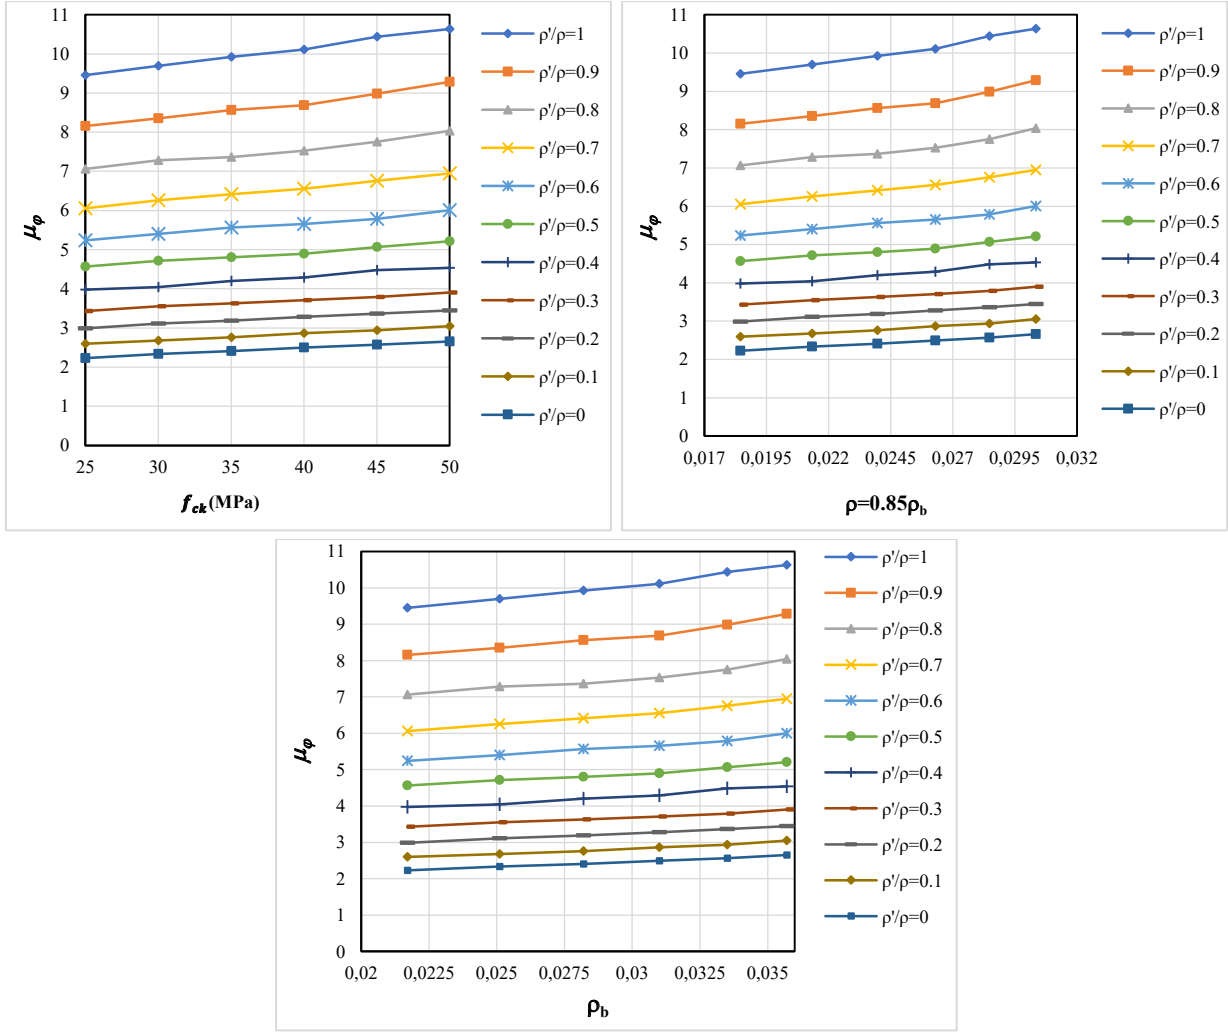 11
10
9
8
7
6
5
4
3
2
1
0
μφ
25 30 35 40 45 50
fck (MPa)
ρ'/ρ=1
ρ'/ρ=0.9
ρ'/ρ=0.8
ρ'/ρ=0.7
ρ'/ρ=0.6
ρ'/ρ=0.5
ρ'/ρ=0.4
ρ'/ρ=0.3
ρ'/ρ=0.2
ρ'/ρ=0.1
ρ'/ρ=0
11
10
9
8
7
6
5
4
3
2
1
0
μφ
0,017 0,0195 0,022 0,0245 0,027 0,0295 0,032
ρ=0.85ρb
ρ'/ρ=1
ρ'/ρ=0.9
ρ'/ρ=0.8
ρ'/ρ=0.7
ρ'/ρ=0.6
ρ'/ρ=0.5
ρ'/ρ=0.4
ρ'/ρ=0.3
ρ'/ρ=0.2
ρ'/ρ=0.1
ρ'/ρ=0
11
10
9
8
7
6
5
4
3
2
1
0
μφ
0,02 0,0225 0,025 0,0275 0,03 0,0325 0,035
ρb
ρ'/ρ=1
ρ'/ρ=0.9
ρ'/ρ=0.8
ρ'/ρ=0.7
ρ'/ρ=0.6
ρ'/ρ=0.5
ρ'/ρ=0.4
ρ'/ρ=0.3
ρ'/ρ=0.2
ρ'/ρ=0.1
ρ'/ρ=0